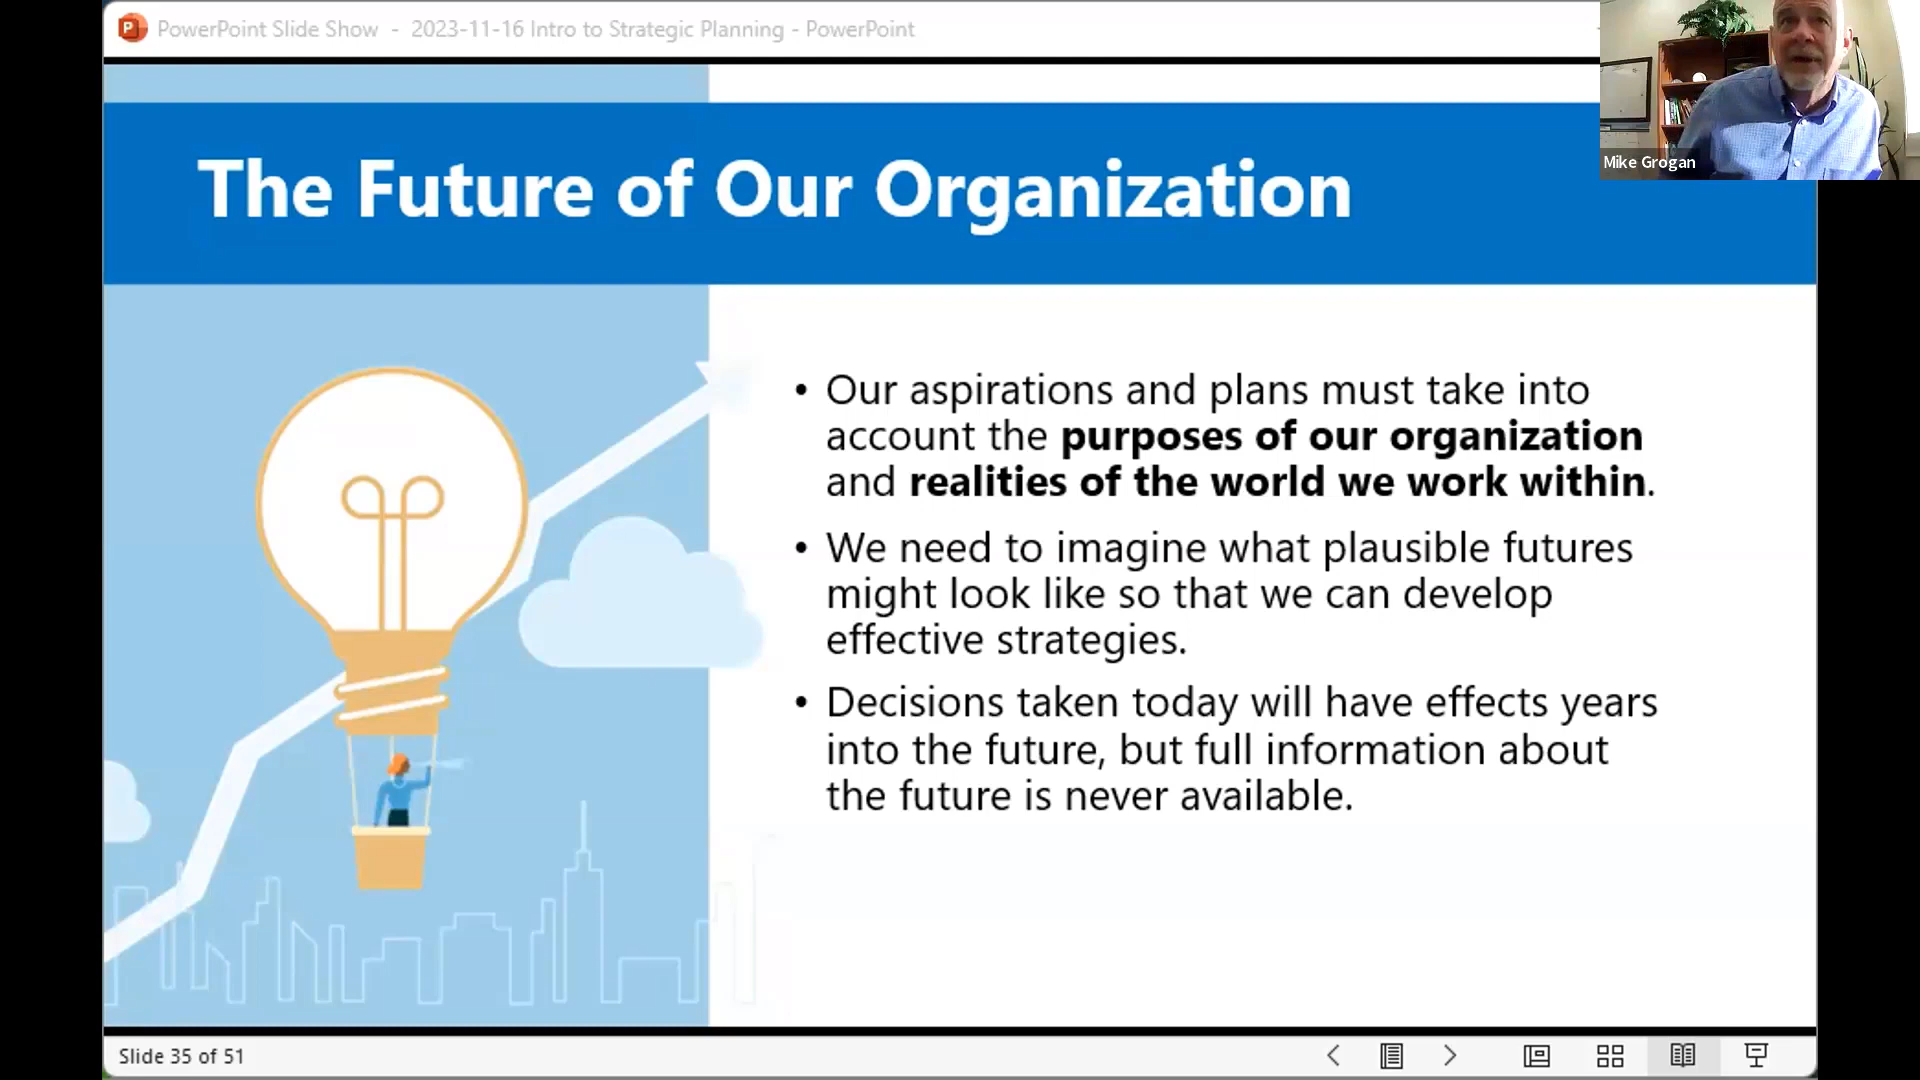 PowerPoint Slide Show - 2023-11-16 Intro to Strategic Planning - PowerPoint
Mike Grogan
The Future of Our Organization
• Our aspirations and plans must take into
account the purposes of our organization
and realities of the world we work within.
• We need to imagine what plausible futures
might look like so that we can develop
effective strategies.
• Decisions taken today will have effects years
into the future, but full information about
the future is never available.
Slide 35 of 51